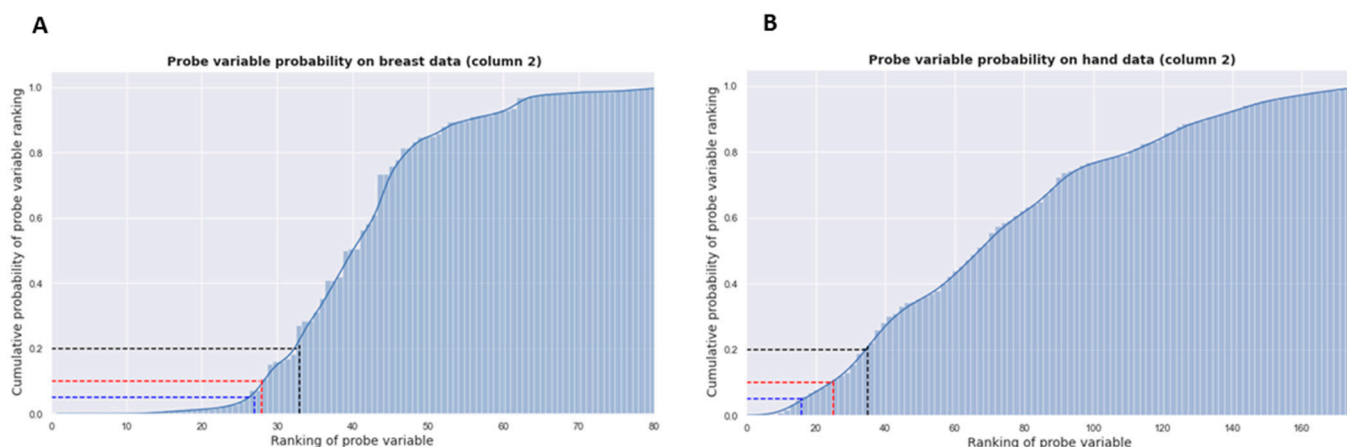 A
Probe variable probability on breast data (column 2)
Cumulative probability of probe variable ranking
1.0
0.8
0.6
0.4
0.2
0.0
0 10 20 30 40 50 60 70 80
Ranking of probe variable
B
Probe variable probability on hand data (column 2)
Cumulative probability of probe variable ranking
1.0
0.8
0.6
0.4
0.2
0.0
0 20 40 60 80 100 120 140 160
Ranking of probe variable